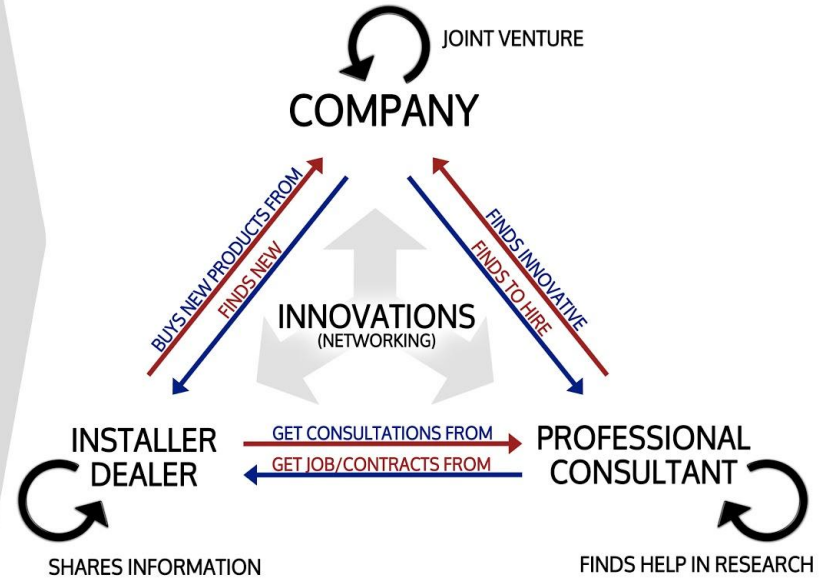 JOINT VENTURE
COMPANY
BUYS NEW PRODUCTS FROM
FINDS NEW
FINDS INNOVATIVE
FINDS TO HIRE
INNOVATIONS
(NETWORKING)
INSTALLER
DEALER
GET CONSULTATIONS FROM
GET JOB/CONTRACTS FROM
PROFESSIONAL
CONSULTANT
SHARES INFORMATION
FINDS HELP IN RESEARCH